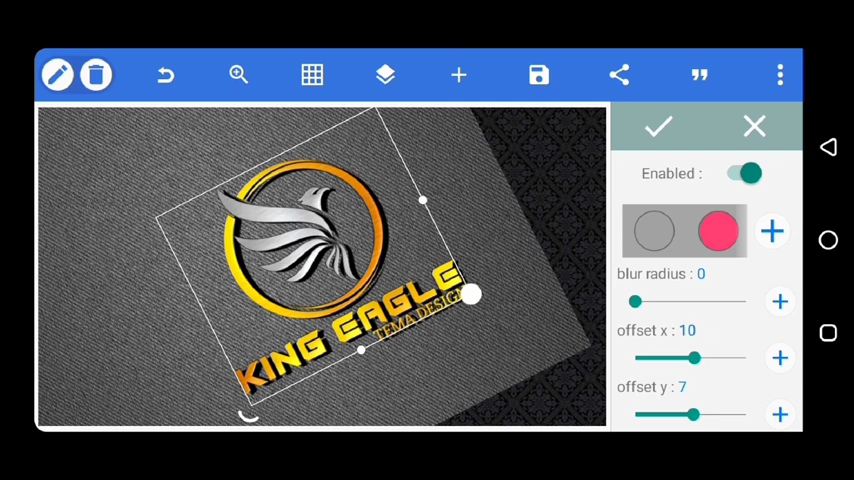 Enabled :
blur radius : 0
offset x : 10
offset y : 7
KING EAGLE
TEMA DESIGN